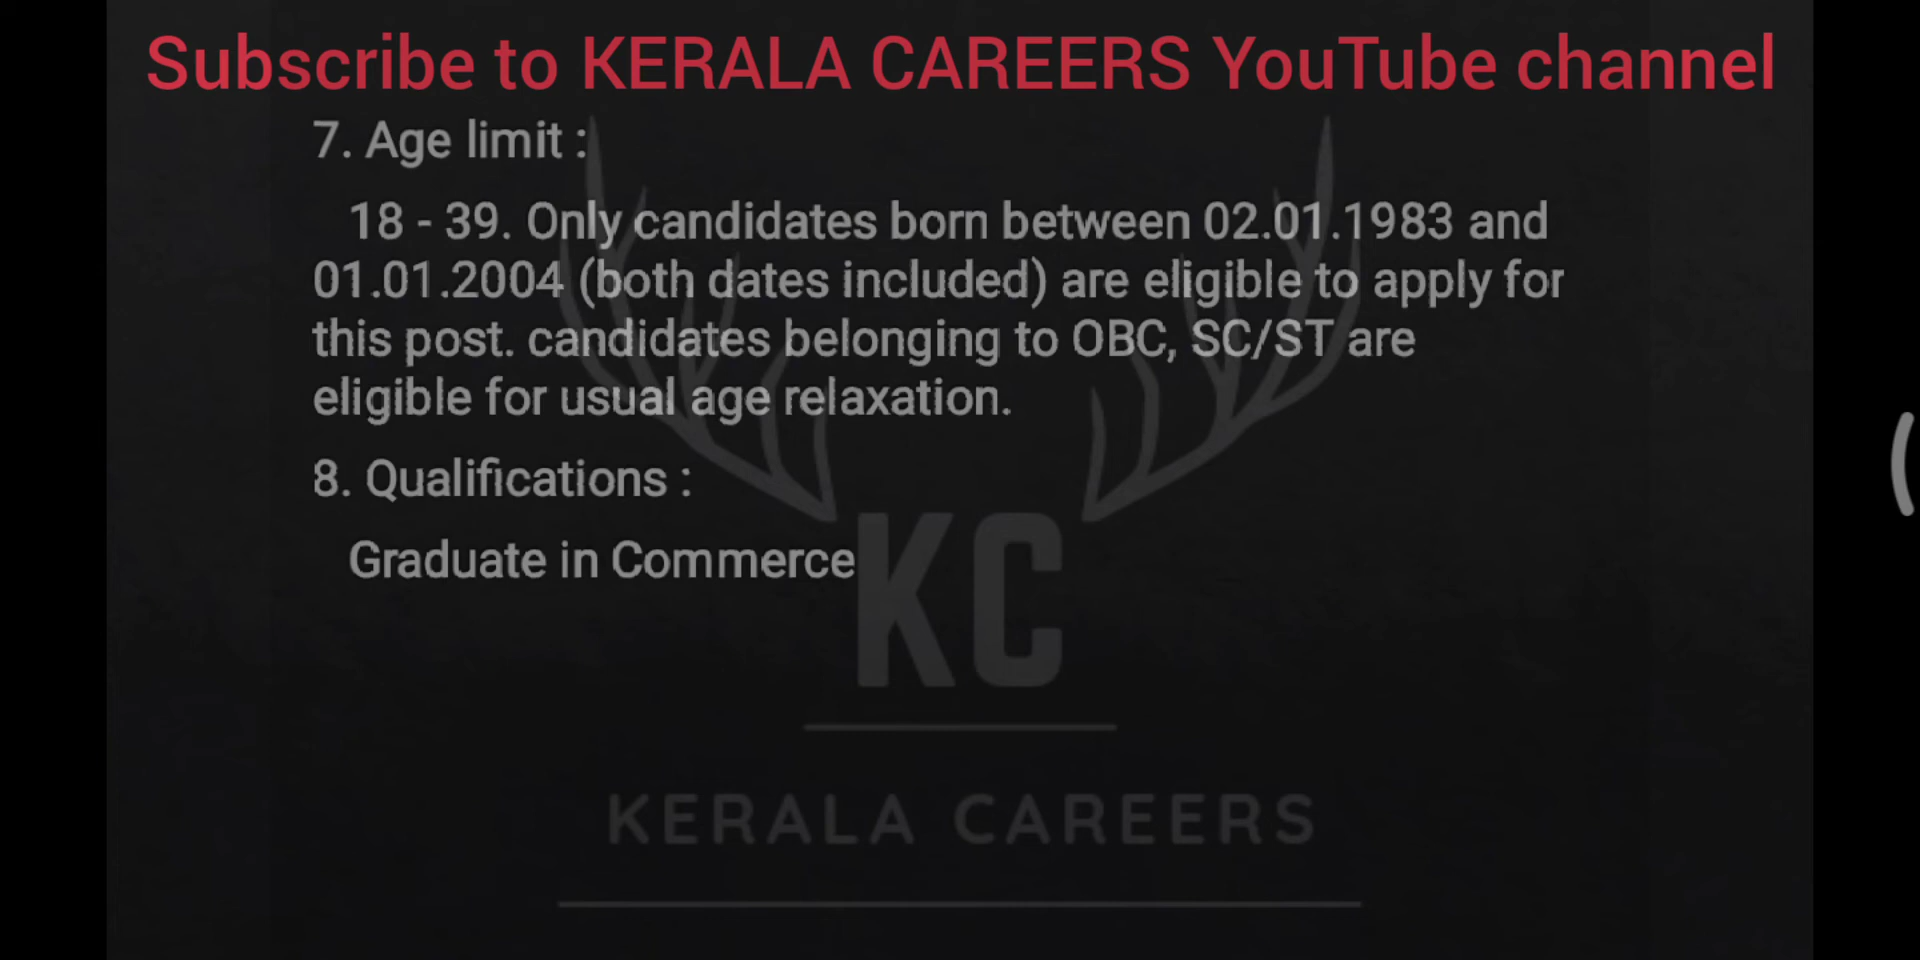 Subscribe to KERALA CAREERS YouTube channel
7. Age limit :
18 - 39. Only candidates born between 02.01.1983 and
01.01.2004 (both dates included) are eligible to apply for
this post. candidates belonging to OBC, SC/ST are
eligible for usual age relaxation.
8. Qualifications :
Graduate in Commerce
KC
KERALA CAREERS